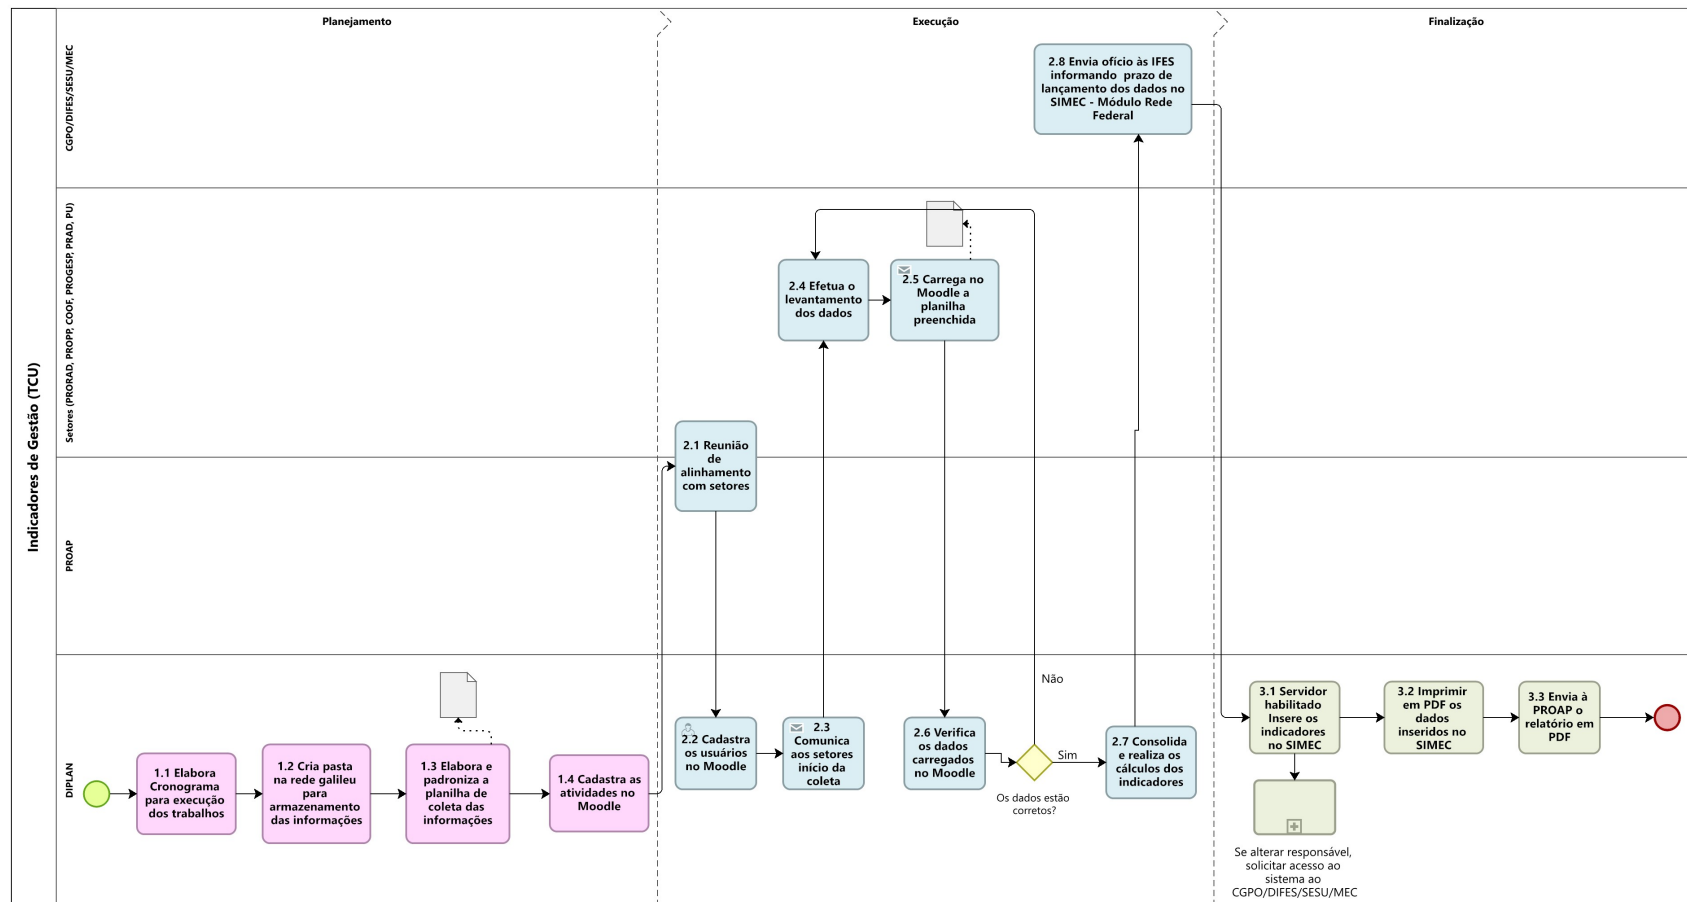 Planejamento
Execução
Finalização
Indicadores de Gestão (TCU)
CGPO/DIFES/SESU/MEC
2.8 Envia ofício às IFES
informando prazo de
lançamento dos dados no
SIMEC - Módulo Rede
Federal
Setores (PRORAD, PROPP, COOF, PROGESP, PRAD, PU)
2.4 Efetua o
levantamento
dos dados
2.5 Carrega no
Moodle a
planilha
preenchida
2.1 Reunião
de
alinhamento
com setores
PROAP
DIPLAN
1.1 Elabora
Cronograma
para execução
dos trabalhos
1.2 Cria pasta
na rede galileu
para
armazenamento
das informações
1.3 Elabora e
padroniza a
planilha de
coleta das
informações
1.4 Cadastra as
atividades no
Moodle
2.2 Cadastra
os usuários
no Moodle
2.3
Comunica
aos setores
início da
coleta
2.6 Verifica
os dados
carregados
no Moodle
Não
Sim
Os dados estão
corretos?
2.7 Consolida
e realiza os
cálculos dos
indicadores
3.1 Servidor
habilitado
Insere os
indicadores
no SIMEC
3.2 Imprimir
em PDF os
dados
inseridos no
SIMEC
3.3 Envia à
PROAP o
relatório em
PDF
Se alterar responsável,
solicitar acesso ao
sistema ao
CGPO/DIFES/SESU/MEC